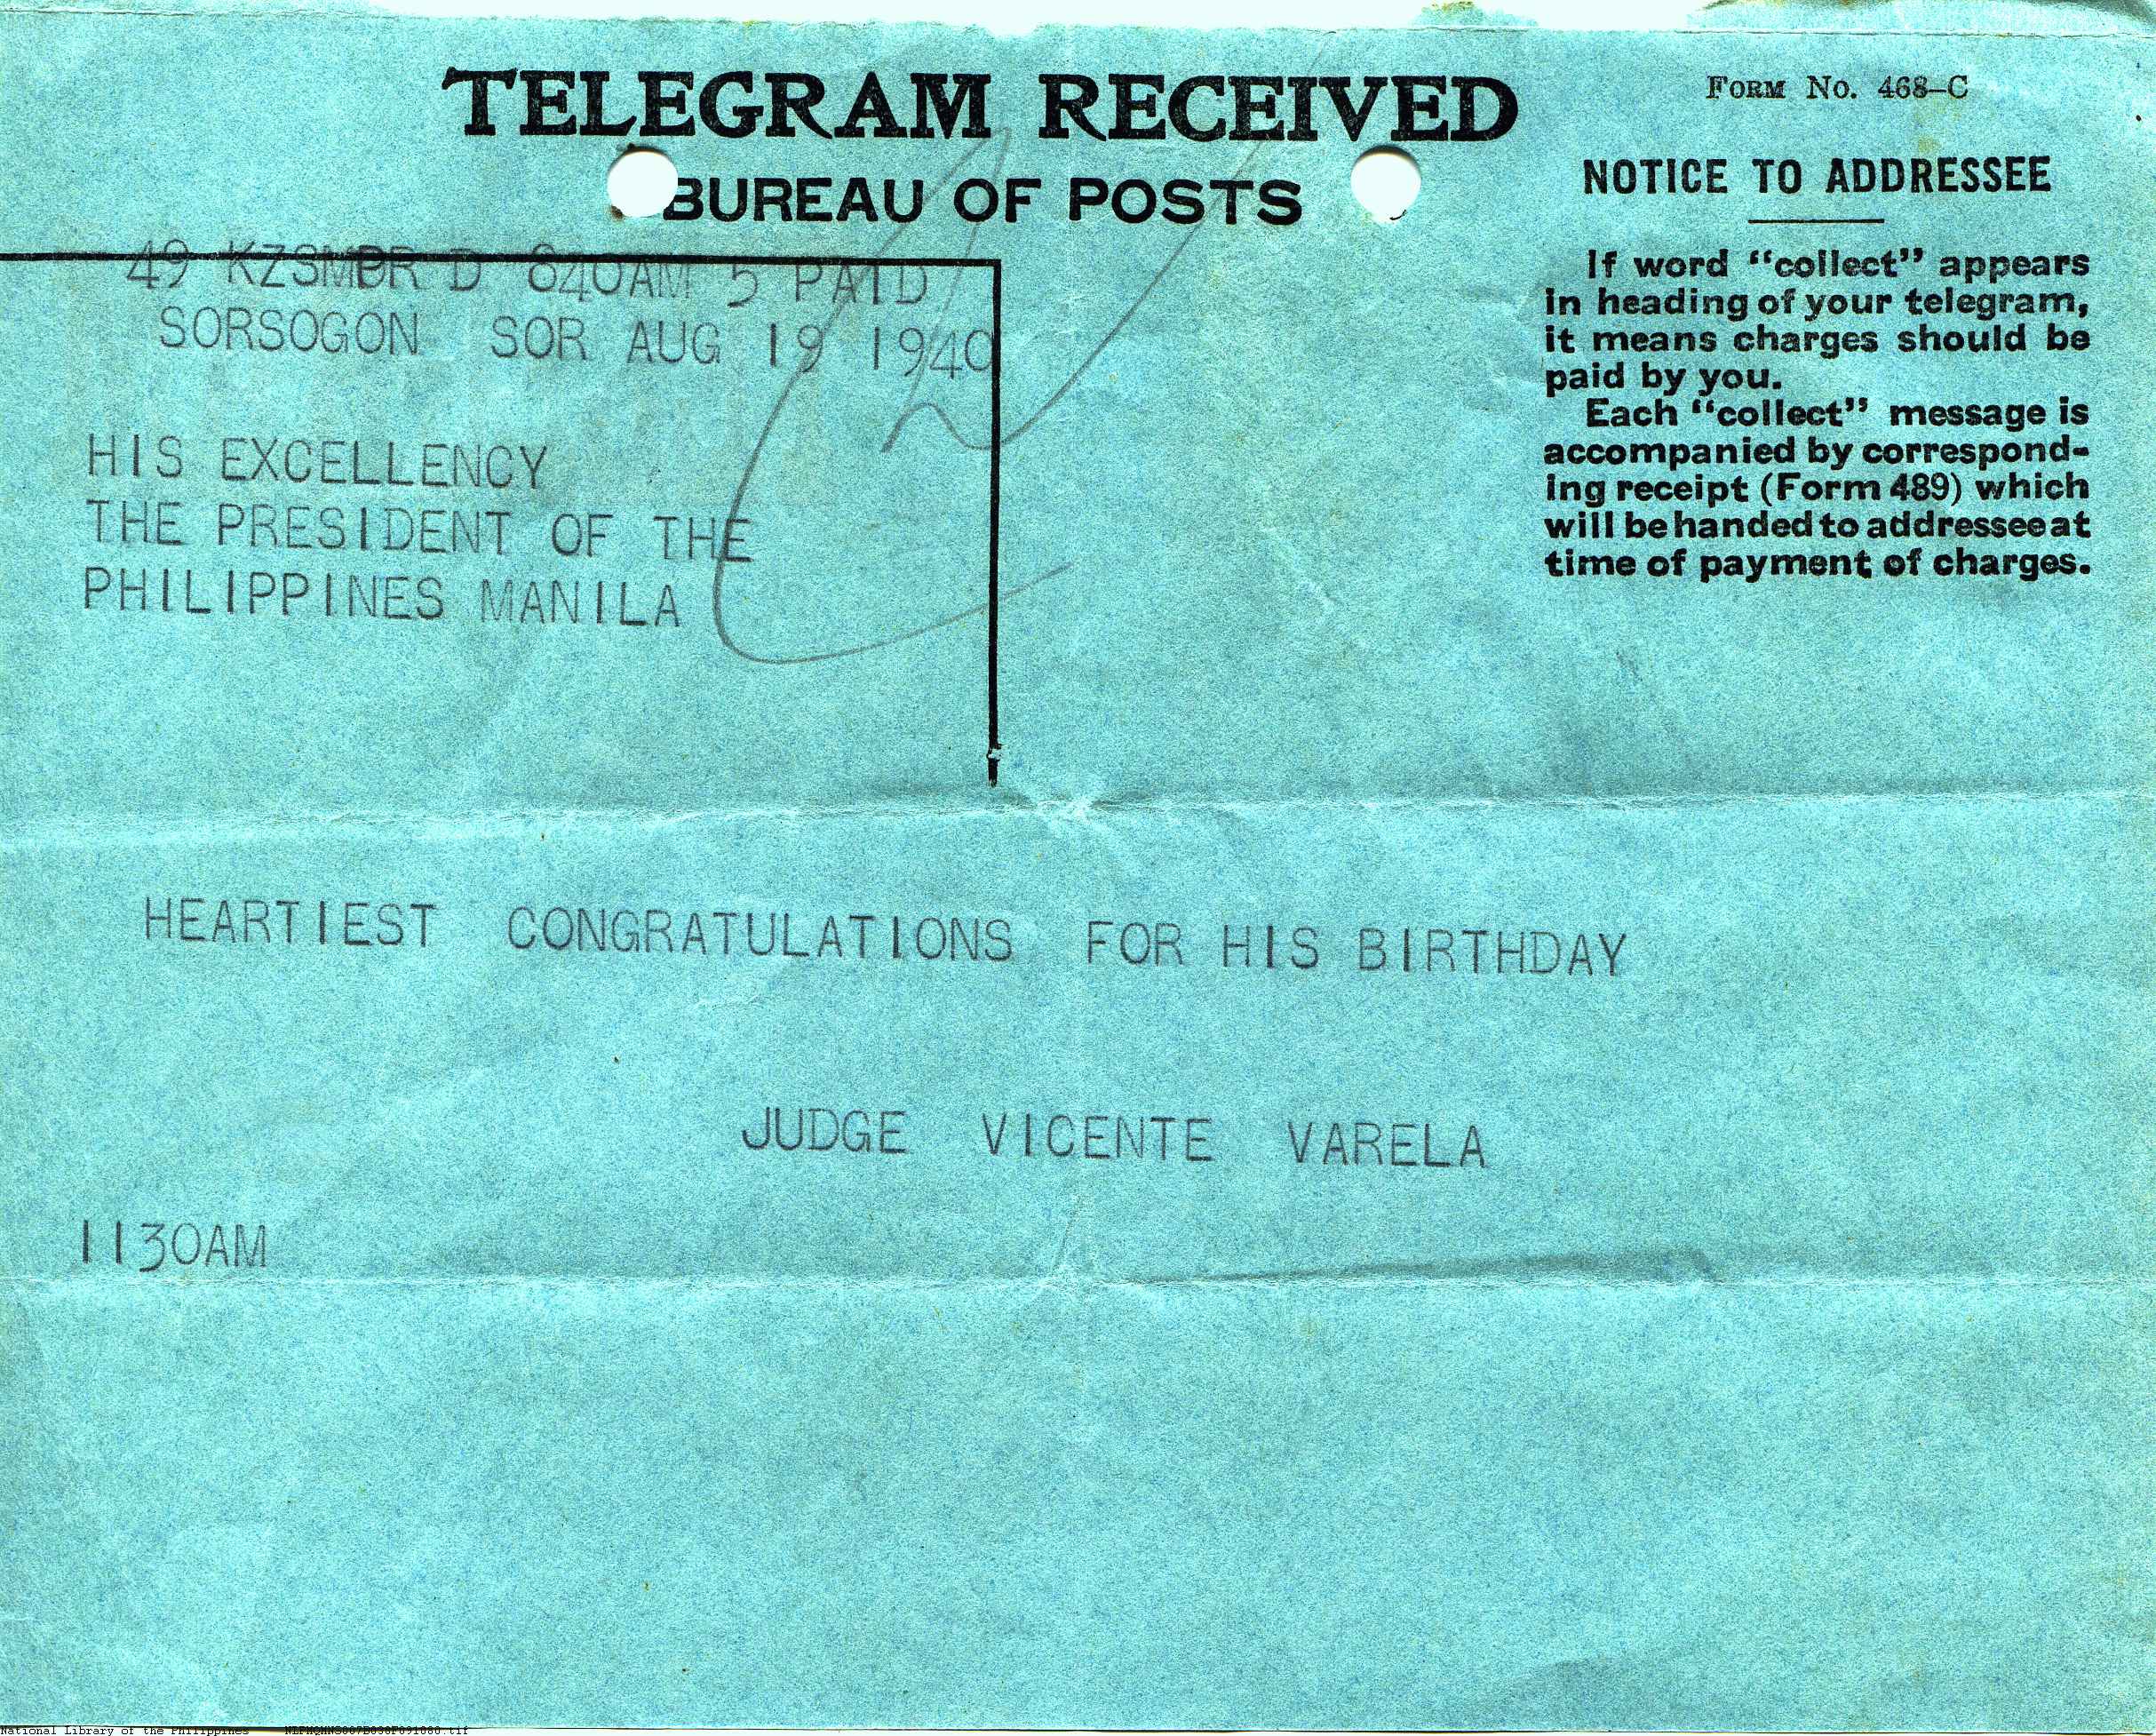 TELEGRAM RECEIVED
BUREAU OF POSTS
FORM NO. 468-C
NOTICE TO ADDRESSEE
If word "collect" appears
in heading of your telegram,
it means charges should be
paid by you.
Each "collect" message is
accompanied by correspond-
ing receipt (Form 489) which
will be handed to addressee at
time of payment of charges.
49 D 840AM 5 PAID
SORSOGON SOR AUG 19 1940
HIS EXCELLENCY
THE PRESIDENT OF THE
PHILIPPINES MANILA
HEARTIEST CONGRATULATIONS FOR HIS BIRTHDAY
JUDGE VICENTE VARELA
1130AM
National Library of the Philippines